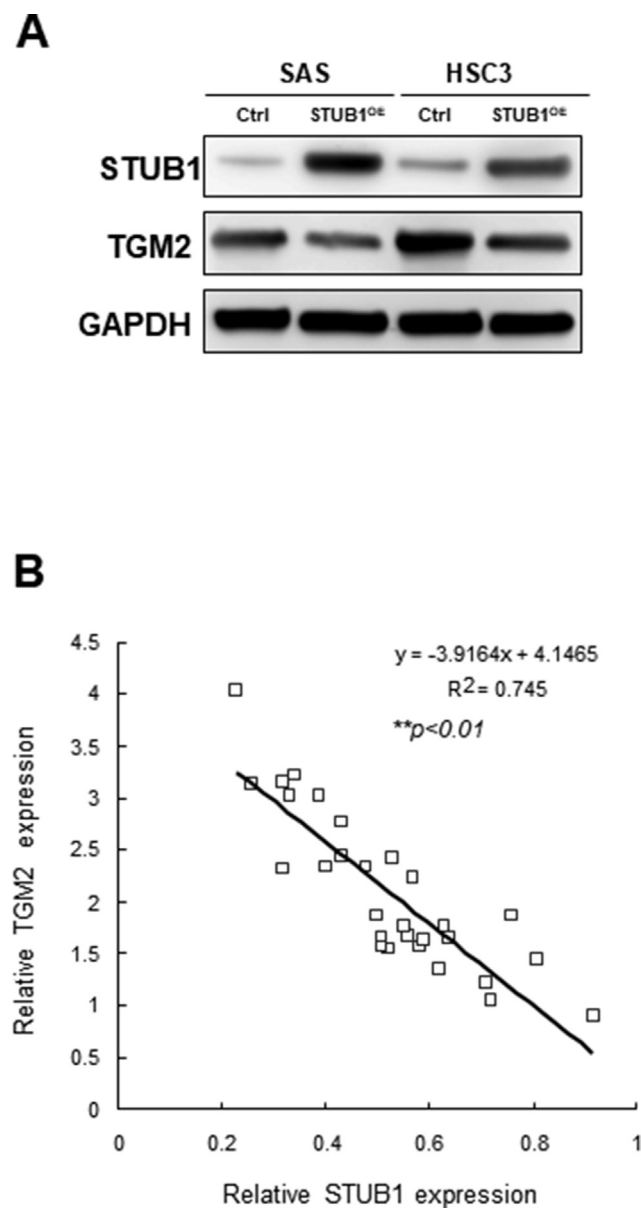 A
SAS HSC3
Ctrl STUB1OE Ctrl STUB1OE
STUB1
TGM2
GAPDH
B
y = -3.9164x + 4.1465
R2 = 0.745
**p<0.01
4.5
4
3.5
3
2.5
2
1.5
1
0.5
0
Relative TGM2 expression
0 0.2 0.4 0.6 0.8 1
Relative STUB1 expression